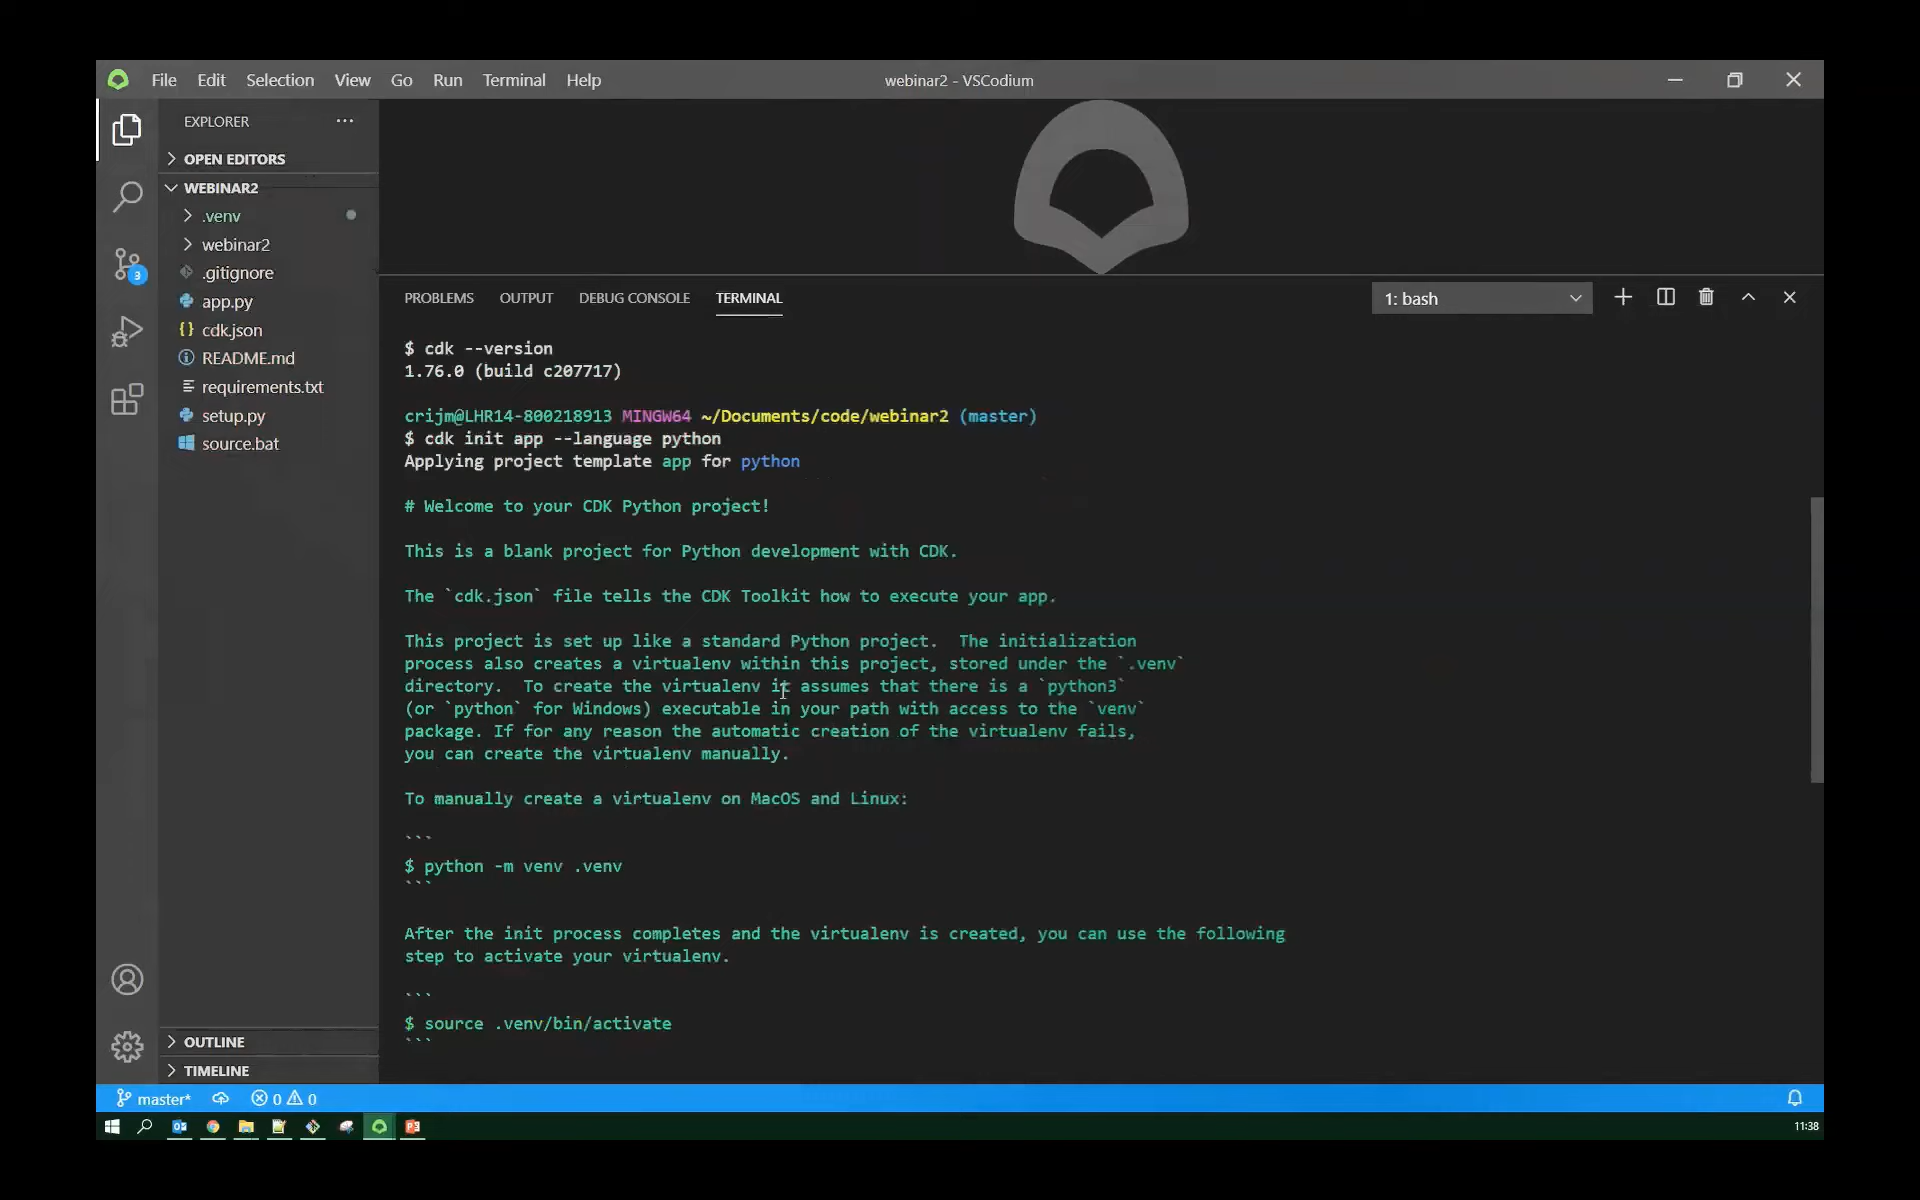 File Edit Selection View Go Run Terminal Help
webinar2 - VSCodium
EXPLORER
OPEN EDITORS
WEBINAR2
.venv
webinar2
.gitignore
app.py
cdk.json
README.md
requirements.txt
setup.py
source.bat
OUTLINE
TIMELINE
3
PROBLEMS OUTPUT DEBUG CONSOLE TERMINAL
1: bash
$ cdk --version
1.76.0 (build c207717)
crijm@LHR14-800218913 MINGW64 ~/Documents/code/webinar2 (master)
$ cdk init app --language python
Applying project template app for python
# Welcome to your CDK Python project!
This is a blank project for Python development with CDK.
The `cdk.json` file tells the CDK Toolkit how to execute your app.
This project is set up like a standard Python project.  The initialization
process also creates a virtualenv within this project, stored under the `.venv`
directory.  To create the virtualenv it assumes that there is a `python3`
(or `python` for Windows) executable in your path with access to the `venv`
package. If for any reason the automatic creation of the virtualenv fails,
you can create the virtualenv manually.
To manually create a virtualenv on MacOS and Linux:
```
$ python -m venv .venv
```
After the init process completes and the virtualenv is created, you can use the following
step to activate your virtualenv.
```
$ source .venv/bin/activate
```
master* 0 0
11:38